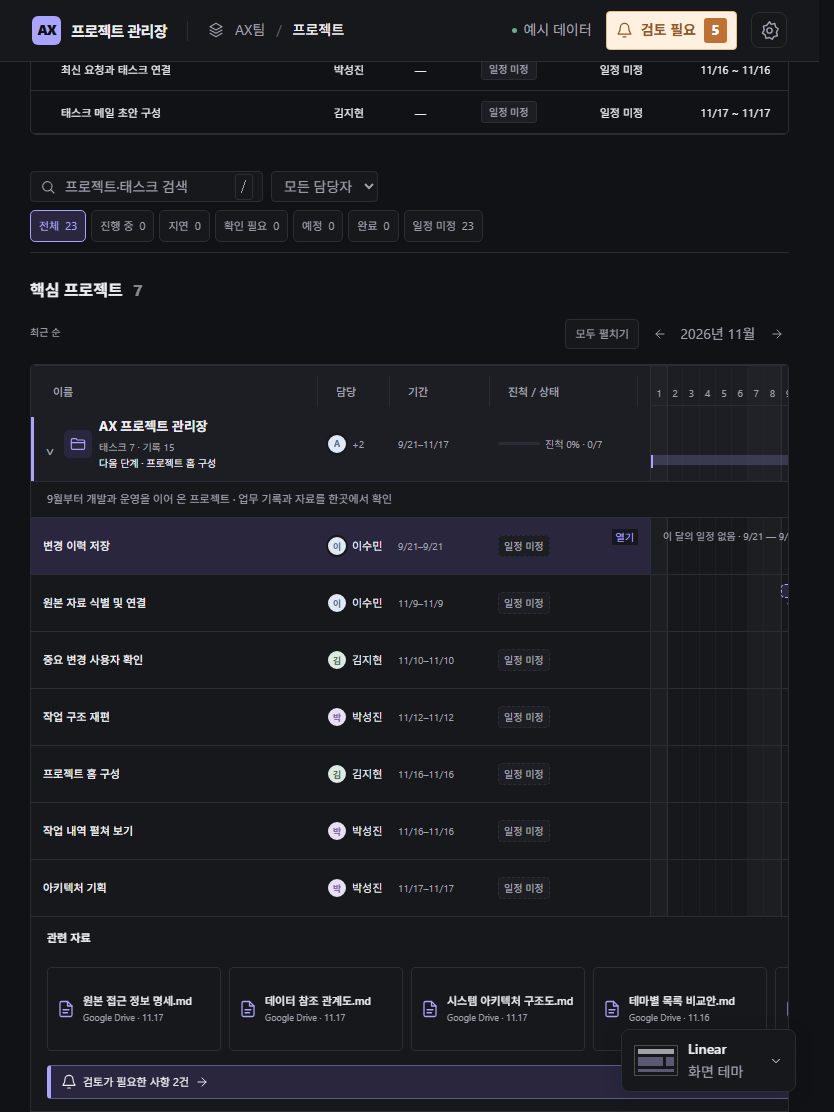 AX 프로젝트 관리장 AX팀 / 프로젝트 예시 데이터 검토 필요 5
최신 요청과 태스크 연결 박성진 — 일정 미정 일정 미정 11/16 ~ 11/16
태스크 메일 초안 구성 김지현 — 일정 미정 일정 미정 11/17 ~ 11/17
프로젝트·태스크 검색 / 모든 담당자
전체 23 진행 중 0 지연 0 확인 필요 0 예정 0 완료 0 일정 미정 23
핵심 프로젝트 7
최근 순 모두 펼치기 ← 2026년 11월 →
이름 담당 기간 진척 / 상태 1 2 3 4 5 6 7 8
AX 프로젝트 관리장
태스크 7 · 기록 15 A +2 9/21–11/17 진척 0% · 0/7
다음 단계 · 프로젝트 홈 구성
9월부터 개발과 운영을 이어 온 프로젝트 · 업무 기록과 자료를 한곳에서 확인
변경 이력 저장 이 이수민 9/21–9/21 일정 미정 열기 이 달의 일정 없음 · 9/21 — 9/
원본 자료 식별 및 연결 이 이수민 11/9–11/9 일정 미정
중요 변경 사용자 확인 김 김지현 11/10–11/10 일정 미정
작업 구조 재편 박 박성진 11/12–11/12 일정 미정
프로젝트 홈 구성 김 김지현 11/16–11/16 일정 미정
작업 내역 펼쳐 보기 박 박성진 11/16–11/16 일정 미정
아키텍처 기획 박 박성진 11/17–11/17 일정 미정
관련 자료
원본 접근 정보 명세.md 데이터 참조 관계도.md 시스템 아키텍처 구조도.md 테마별 목록 비교안.md
Google Drive · 11.17 Google Drive · 11.17 Google Drive · 11.17 Google Drive · 11.16
검토가 필요한 사항 2건 →
Linear
화면 테마